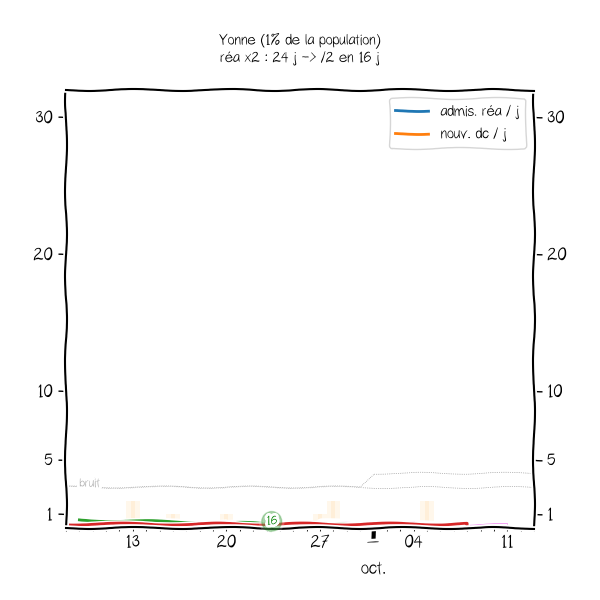 Yonne (1% de la population)
réa x2 : 24 j -> /2 en 16 j
admis. réa / j
nouv. dc / j
30
30
20
20
10
10
5
5
bruit
1
1
16
13
20
27
1
04
11
oct.